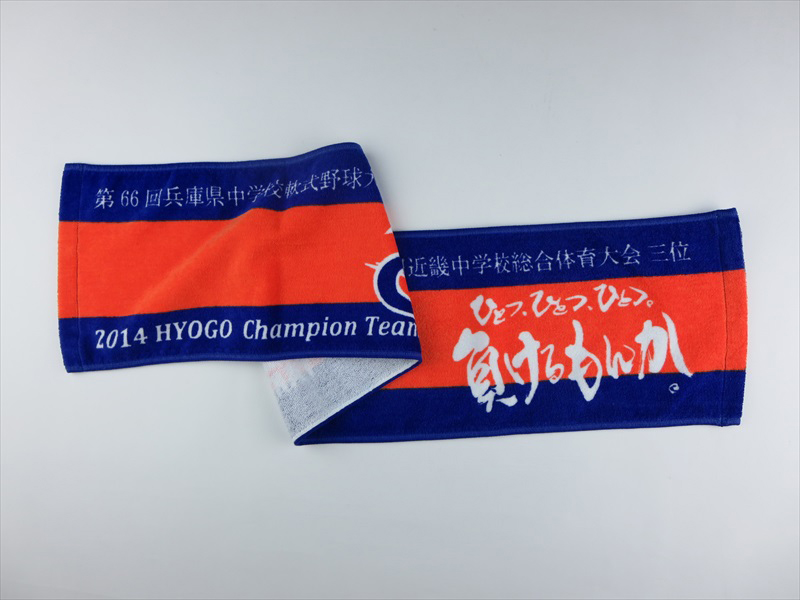 第66回兵庫県中学校軟式野球
2014 HYOGO Champion Team
近畿中学校総合体育大会 三位
ひとつ、ひとつ、ひとつ。
負けるもんか